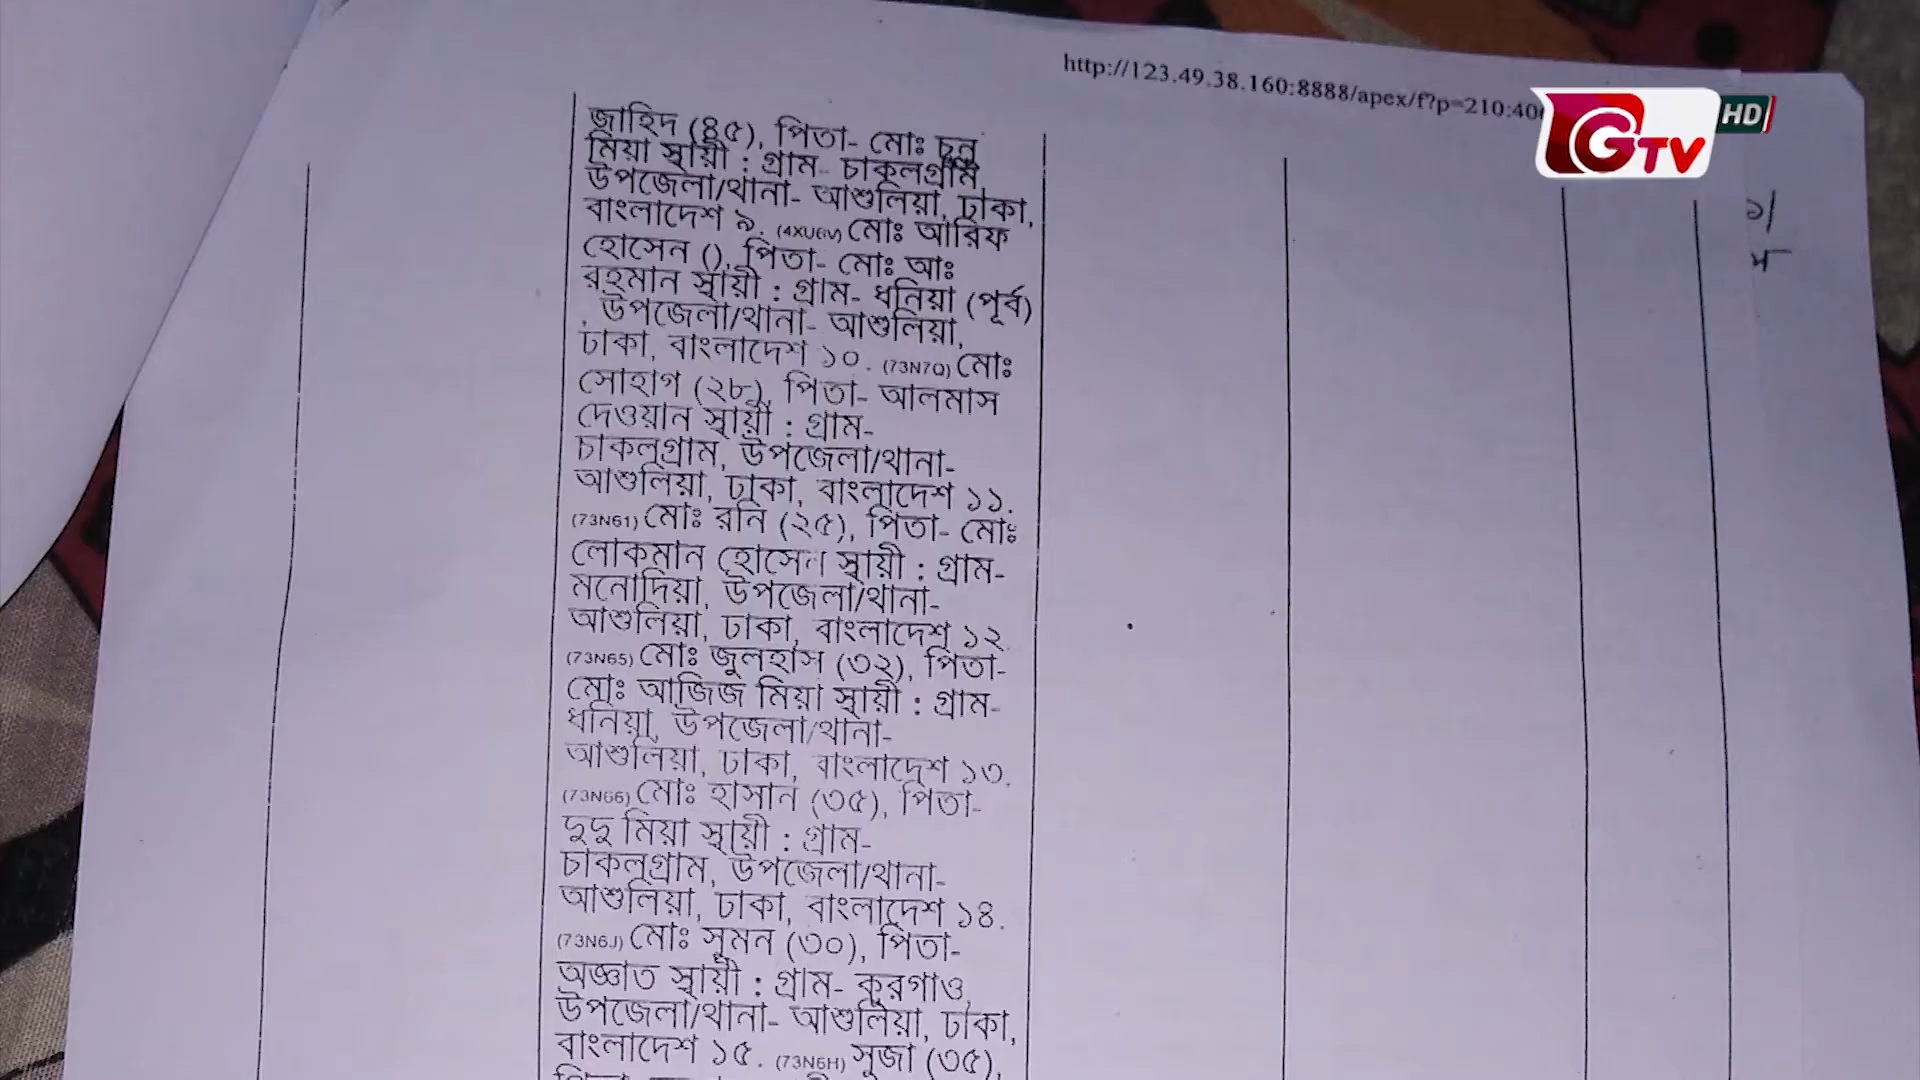 http://123.49.38.160:8888/apex/f?p=210:40
GTV HD
জাহিদ (৪৫), পিতা- মোঃ চুনু
মিয়া স্থায়ী : গ্রাম- চাকলগ্রাম,
উপজেলা/থানা- আশুলিয়া, ঢাকা,
বাংলাদেশ ৯. (4XU6V) মোঃ আরিফ
হোসেন (), পিতা- মোঃ আঃ
রহমান স্থায়ী : গ্রাম- ধনিয়া (পূর্ব)
, উপজেলা/থানা- আশুলিয়া,
ঢাকা, বাংলাদেশ ১০. (73N7Q) মোঃ
সোহাগ (২৮), পিতা- আলমাস
দেওয়ান স্থায়ী : গ্রাম-
চাকলগ্রাম, উপজেলা/থানা-
আশুলিয়া, ঢাকা, বাংলাদেশ ১১.
(73N61) মোঃ রনি (২৫), পিতা- মোঃ
লোকমান হোসেন স্থায়ী : গ্রাম-
মনোদিয়া, উপজেলা/থানা-
আশুলিয়া, ঢাকা, বাংলাদেশ ১২.
(73N65) মোঃ জুলহাস (৩২), পিতা-
মোঃ আজিজ মিয়া স্থায়ী : গ্রাম-
ধনিয়া, উপজেলা/থানা-
আশুলিয়া, ঢাকা, বাংলাদেশ ১৩.
(73N66) মোঃ হাসান (৩৫), পিতা-
দুদু মিয়া স্থায়ী : গ্রাম-
চাকলগ্রাম, উপজেলা/থানা-
আশুলিয়া, ঢাকা, বাংলাদেশ ১৪.
(73N6J) মোঃ সুমন (৩০), পিতা-
অজ্ঞাত স্থায়ী : গ্রাম- কুরগাও,
উপজেলা/থানা- আশুলিয়া, ঢাকা,
বাংলাদেশ ১৫. (73N6H) সুজা (৩৫),